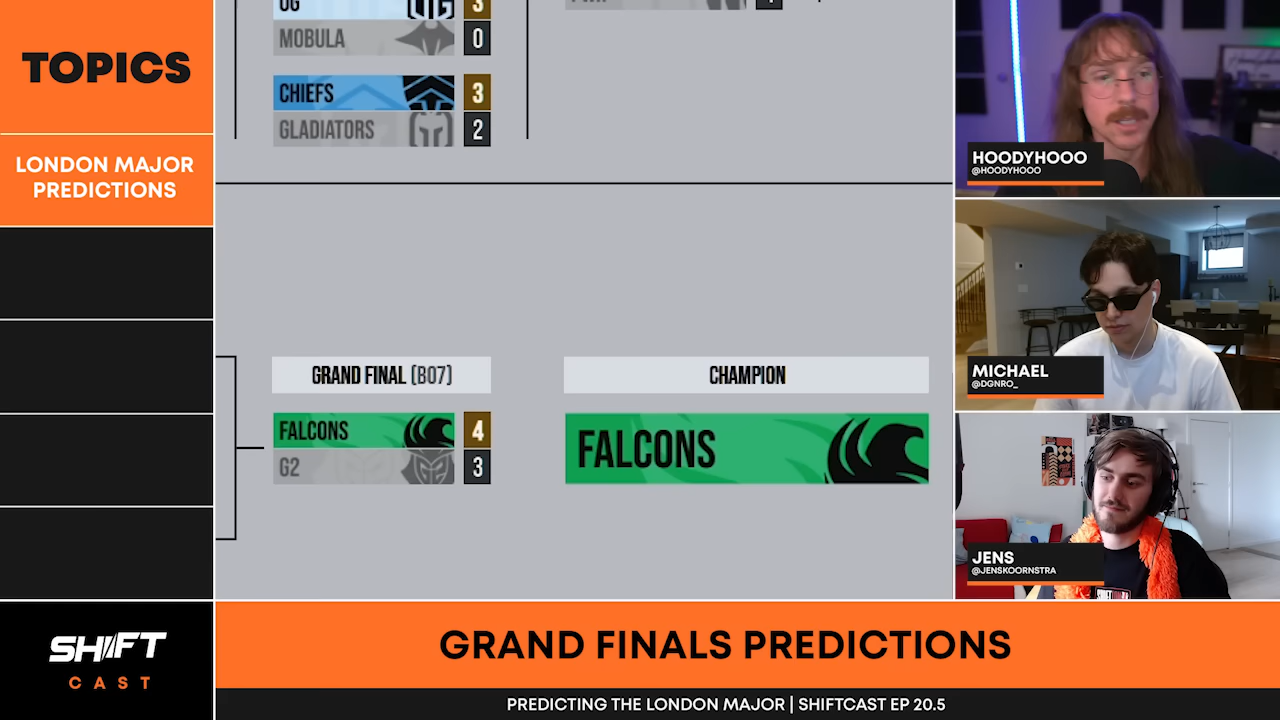 TOPICS
LONDON MAJOR
PREDICTIONS
OG
3
MOBULA
0
CHIEFS
3
GLADIATORS
2
GRAND FINAL (BO7)
FALCONS
4
G2
3
CHAMPION
FALCONS
HOODYHOOO
@HOODYHOOO
MICHAEL
@DGNRO_
JENS
@JENSKOORNSTRA
SHIFT
CAST
GRAND FINALS PREDICTIONS
PREDICTING THE LONDON MAJOR | SHIFTCAST EP 20.5